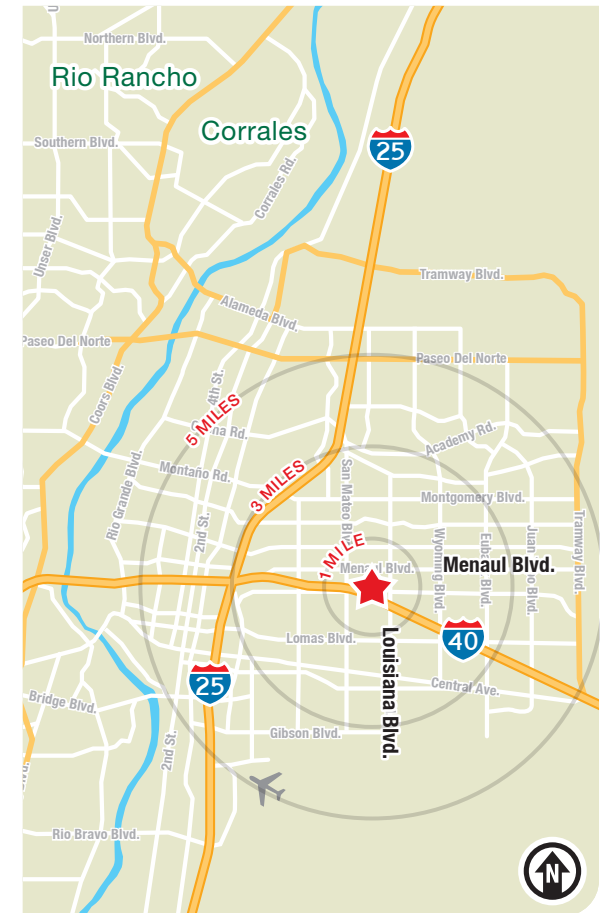 Northern Blvd.
Rio Rancho
Corrales
Southern Blvd.
25
Corrales Rd.
Unser Blvd.
Tramway Blvd.
Alameda Blvd.
Paseo Del Norte
Paseo Del Norte
Coors Blvd.
4th St.
5 MILES
Rd.
Academy Rd.
Montaño Rd.
3 MILES
San Mateo
Montgomery Blvd.
Rio Grande Blvd.
2nd St.
1 MILE
Menaul Blvd.
Menaul Blvd.
Wyoming Blvd.
Blvd.
Juan Blvd.
Tramway Blvd.
Lomas Blvd.
Louisiana Blvd.
40
25
Central Ave.
Bridge Blvd.
2nd St.
Gibson Blvd.
Rio Bravo Blvd.
N